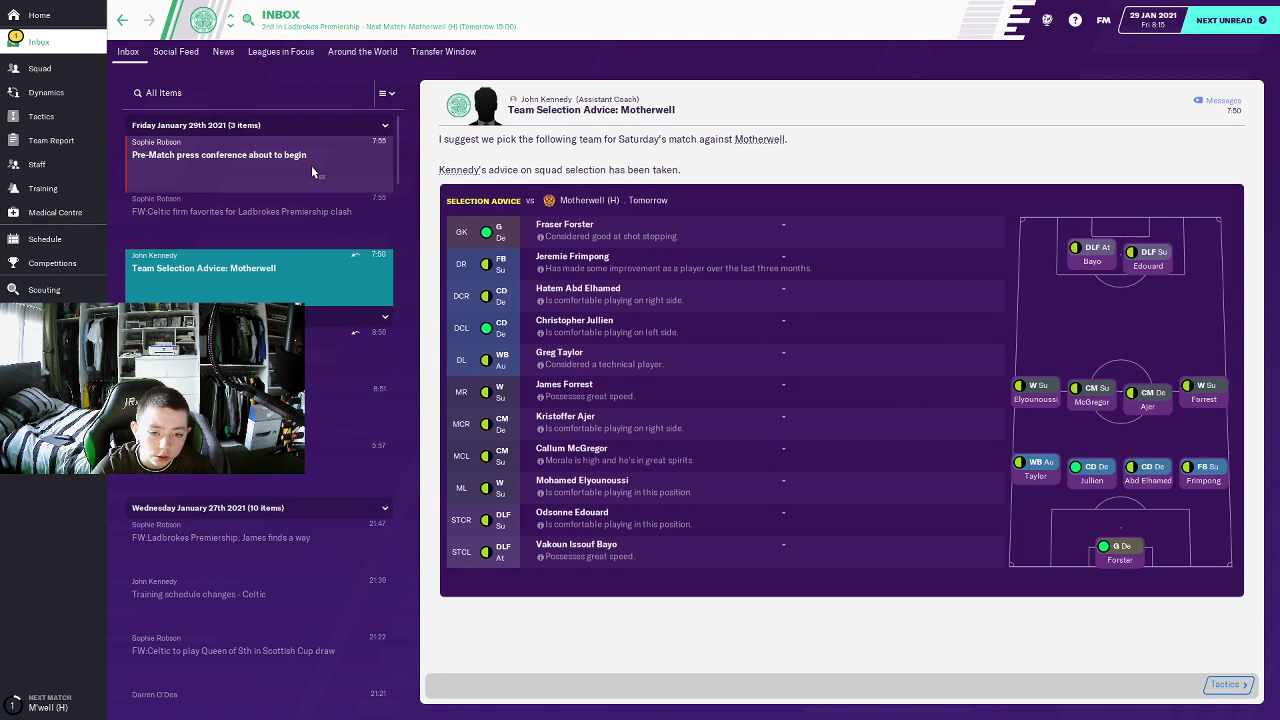 INBOX
2nd in Ladbrokes Premiership - Next Match: Motherwell (H) (Tomorrow 15:00)
FM
29 JAN 2021
Fri 8:15
NEXT UNREAD
Home
1
Inbox
Squad
Dynamics
Tactics
Team Report
Staff
Training
Medical Centre
Schedule
Competitions
Scouting
1
NEXT MATCH
M'well (H)
Inbox
Social Feed
News
Leagues in Focus
Around the World
Transfer Window
All Items
Friday January 29th 2021 (3 items)
Sophie Robson
7:55
Pre-Match press conference about to begin
Sophie Robson
7:55
FW:Celtic firm favorites for Ladbrokes Premiership clash
John Kennedy
7:50
Team Selection Advice: Motherwell
8:56
8:51
5:57
Wednesday January 27th 2021 (10 items)
Sophie Robson
21:47
FW:Ladbrokes Premiership: James finds a way
John Kennedy
21:36
Training schedule changes - Celtic
Sophie Robson
21:22
FW:Celtic to play Queen of Sth in Scottish Cup draw
Darren O'Dea
21:21
John Kennedy (Assistant Coach)
Team Selection Advice: Motherwell
Messages
7:50
I suggest we pick the following team for Saturday's match against Motherwell.
Kennedy's advice on squad selection has been taken.
SELECTION ADVICE vs Motherwell (H) . Tomorrow
GK G De Fraser Forster -
Considered good at shot stopping.
DR FB Su Jeremie Frimpong -
Has made some improvement as a player over the last three months.
DCR CD De Hatem Abd Elhamed -
Is comfortable playing on right side.
DCL CD De Christopher Jullien -
Is comfortable playing on left side.
DL WB Au Greg Taylor -
Considered a technical player.
MR W Su James Forrest -
Possesses great speed.
MCR CM De Kristoffer Ajer -
Is comfortable playing on right side.
MCL CM Su Callum McGregor -
Morale is high and he's in great spirits.
ML W Su Mohamed Elyounoussi -
Is comfortable playing in this position.
STCR DLF Su Odsonne Edouard -
Is comfortable playing in this position.
STCL DLF At Vakoun Issouf Bayo -
Possesses great speed.
DLF At
Bayo
DLF Su
Edouard
W Su
Elyounoussi
CM Su
McGregor
CM De
Ajer
W Su
Forrest
WB Au
Taylor
CD De
Jullien
CD De
Abd Elhamed
FB Su
Frimpong
G De
Forster
Tactics